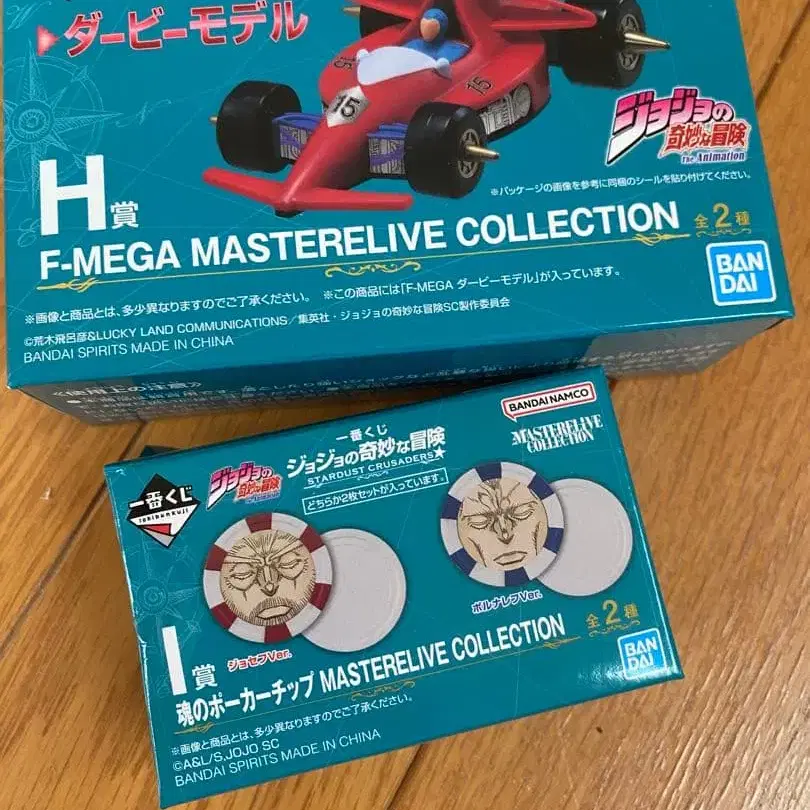 ▶ダービーモデル
15
15
ジョジョの
奇妙な冒険
the Animation
※パッケージの画像を参考に同梱のシールを貼り付けてください。
H賞
F-MEGA MASTERELIVE COLLECTION 全2種
※画像と商品とは、多少異なりますのでご了承ください。 ※この商品には「F-MEGA ダービーモデル」が入っています。
©荒木飛呂彦&LUCKY LAND COMMUNICATIONS/集英社・ジョジョの奇妙な冒険SC製作委員会
BANDAI SPIRITS MADE IN CHINA
BAN
DAI
一番くじ
ichibankuji
ジョジョの
奇妙な冒険
一番くじ
ジョジョの奇妙な冒険
STARDUST CRUSADERS★
どちらか2枚セットが入っています。
BANDAI NAMCO
MASTERELIVE
COLLECTION
ジョセフVer.
ポルナレフVer.
I賞
魂のポーカーチップ MASTERELIVE COLLECTION 全2種
※画像と商品とは、多少異なりますのでご了承ください。
©A&L/S,JOJO SC
BANDAI SPIRITS MADE IN CHINA
BAN
DAI